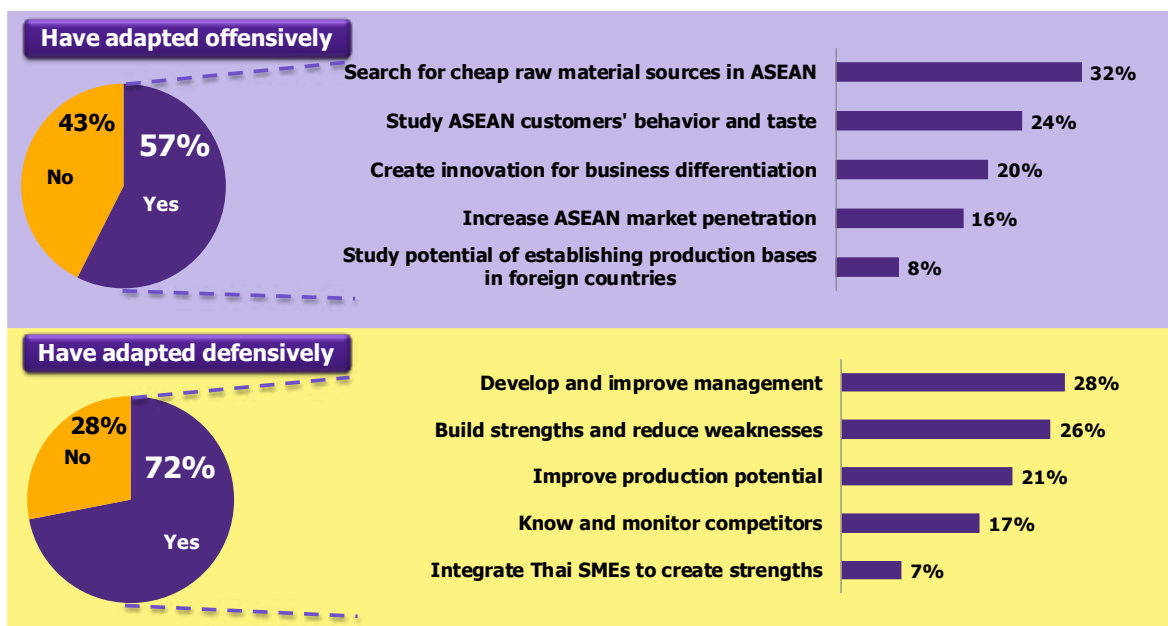 Have adapted offensively
43%
No
57%
Yes
Search for cheap raw material sources in ASEAN
32%
Study ASEAN customers' behavior and taste
24%
Create innovation for business differentiation
20%
Increase ASEAN market penetration
16%
Study potential of establishing production bases
in foreign countries
8%
Have adapted defensively
28%
No
72%
Yes
Develop and improve management
28%
Build strengths and reduce weaknesses
26%
Improve production potential
21%
Know and monitor competitors
17%
Integrate Thai SMEs to create strengths
7%